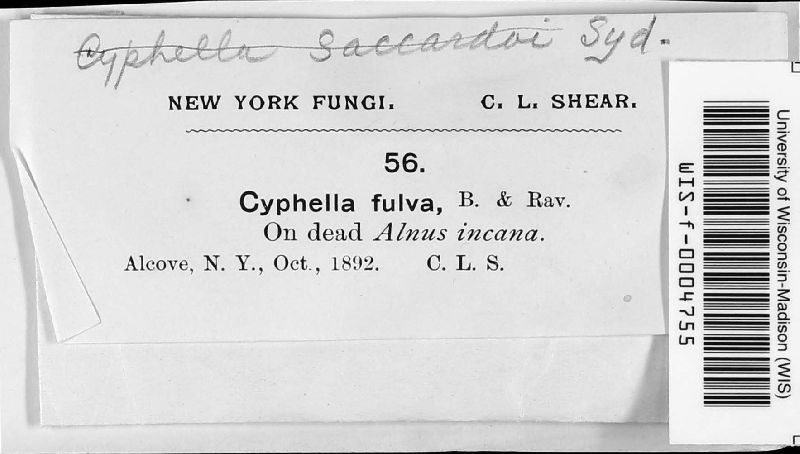 Cyphella Saccardoi Syd.
NEW YORK FUNGI. C. L. SHEAR.
56.
Cyphella fulva, B. & Rav.
On dead Alnus incana.
Alcove, N. Y., Oct., 1892. C. L. S.
University of Wisconsin-Madison (WIS)
WIS-f-0004755